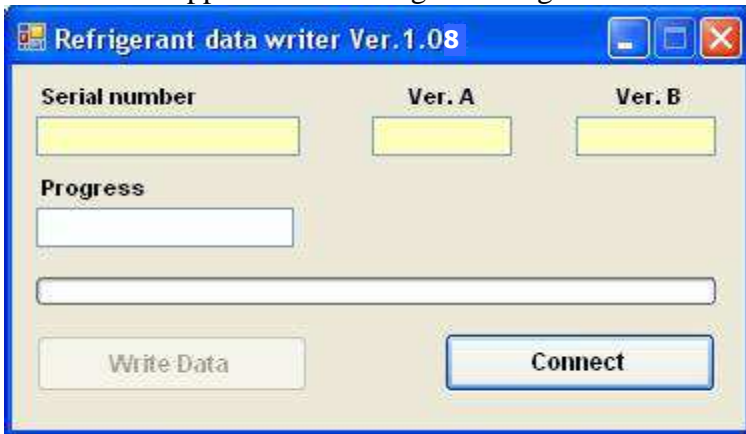 Refrigerant data writer Ver.1.08
Serial number Ver. A Ver. B
Progress
Write Data Connect